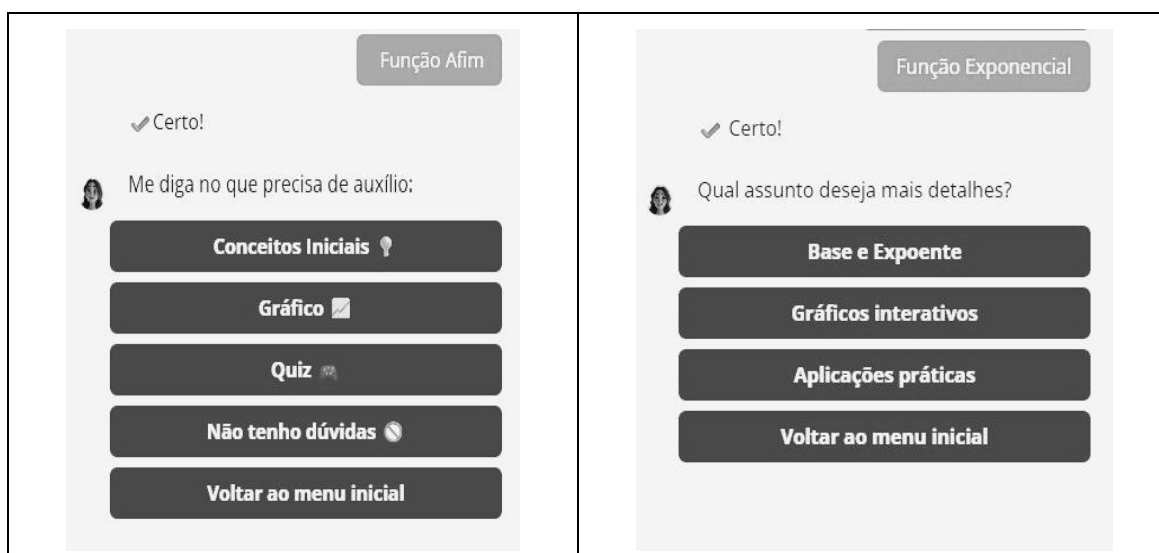 Função Afim
Certo!
Me diga no que precisa de auxílio:
Conceitos Iniciais
Gráfico
Quiz
Não tenho dúvidas
Voltar ao menu inicial
Função Exponencial
Certo!
Qual assunto deseja mais detalhes?
Base e Expoente
Gráficos interativos
Aplicações práticas
Voltar ao menu inicial